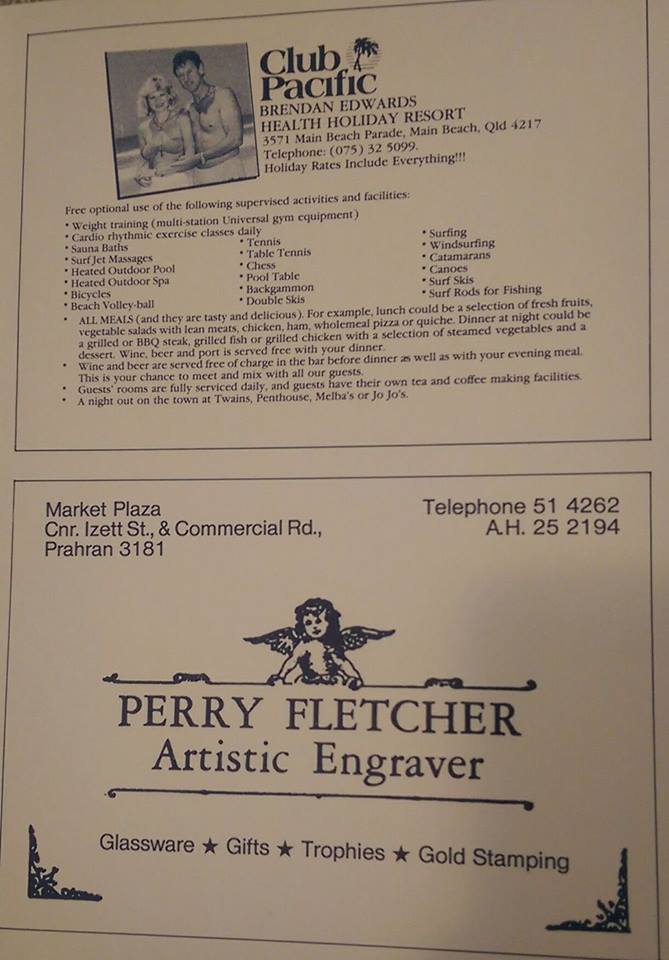 Club
Pacific
BRENDAN EDWARDS
HEALTH HOLIDAY RESORT
3571 Main Beach Parade, Main Beach, Qld 4217
Telephone: (075) 32 5099.
Holiday Rates Include Everything!!!
Free optional use of the following supervised activities and facilities:
• Weight training (multi-station Universal gym equipment)
• Cardio rhythmic exercise classes daily
• Sauna Baths
• Surf Jet Massages
• Heated Outdoor Pool
• Heated Outdoor Spa
• Bicycles
• Beach Volley-ball
• Tennis
• Table Tennis
• Chess
• Pool Table
• Backgammon
• Double Skis
• Surfing
• Windsurfing
• Catamarans
• Canoes
• Surf Skis
• Surf Rods for Fishing
• ALL MEALS (and they are tasty and delicious). For example, lunch could be a selection of fresh fruits,
vegetable salads with lean meats, chicken, ham, wholemeal pizza or quiche. Dinner at night could be
a grilled or BBQ steak, grilled fish or grilled chicken with a selection of steamed vegetables and a
dessert. Wine, beer and port is served free with your dinner.
• Wine and beer are served free of charge in the bar before dinner as well as with your evening meal.
This is your chance to meet and mix with all our guests.
• Guests' rooms are fully serviced daily, and guests have their own tea and coffee making facilities.
• A night out on the town at Twains, Penthouse, Melba's or Jo Jo's.
Market Plaza
Cnr. Izett St., & Commercial Rd.,
Prahran 3181
Telephone 51 4262
A.H. 25 2194
PERRY FLETCHER
Artistic Engraver
Glassware ★ Gifts ★ Trophies ★ Gold Stamping